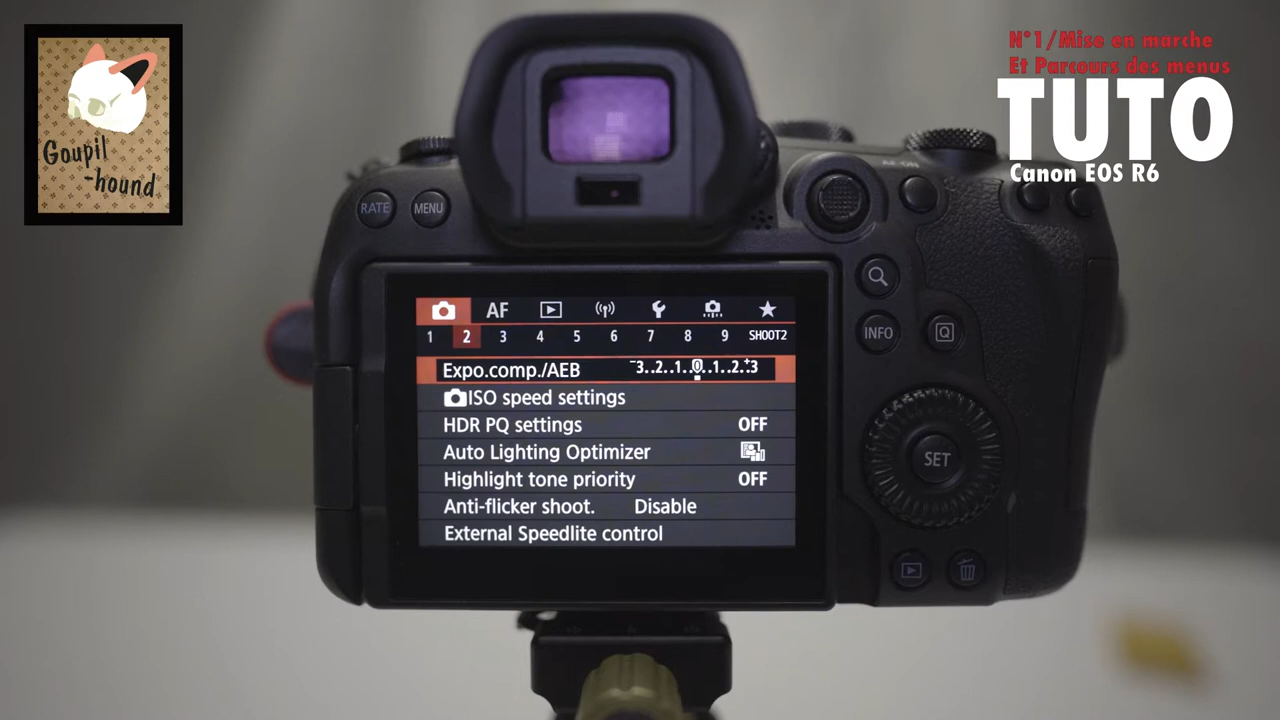 Goupil
-hound
N°1/Mise en marche
Et Parcours des menus
TUTO
Canon EOS R6
RATE
MENU
AF-ON
INFO
Q
SET
AF
1 2 3 4 5 6 7 8 9 SHOOT2
Expo.comp./AEB -3..2..1..0..1..2..+3
ISO speed settings
HDR PQ settings OFF
Auto Lighting Optimizer
Highlight tone priority OFF
Anti-flicker shoot. Disable
External Speedlite control